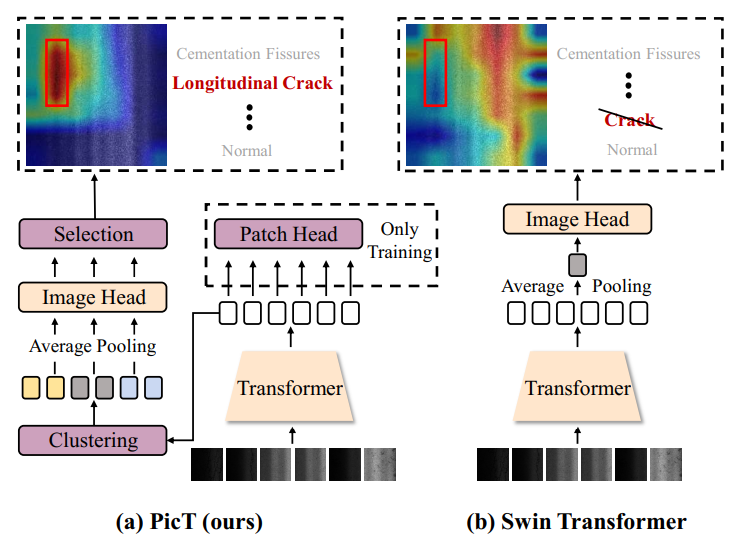 Cementation Fissures
Longitudinal Crack
Normal
Selection
Image Head
Average Pooling
Clustering
Patch Head
Only
Training
Transformer
(a) PicT (ours)
Cementation Fissures
Crack
Normal
Image Head
Average Pooling
Transformer
(b) Swin Transformer